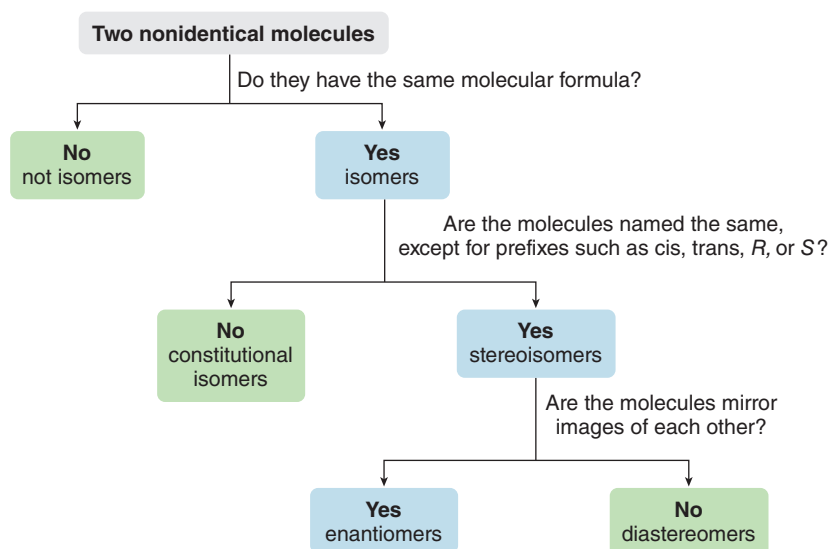 Two nonidentical molecules
Do they have the same molecular formula?
No
not isomers
Yes
isomers
Are the molecules named the same,
except for prefixes such as cis, trans, R, or S?
No
constitutional
isomers
Yes
stereoisomers
Are the molecules mirror
images of each other?
Yes
enantiomers
No
diastereomers